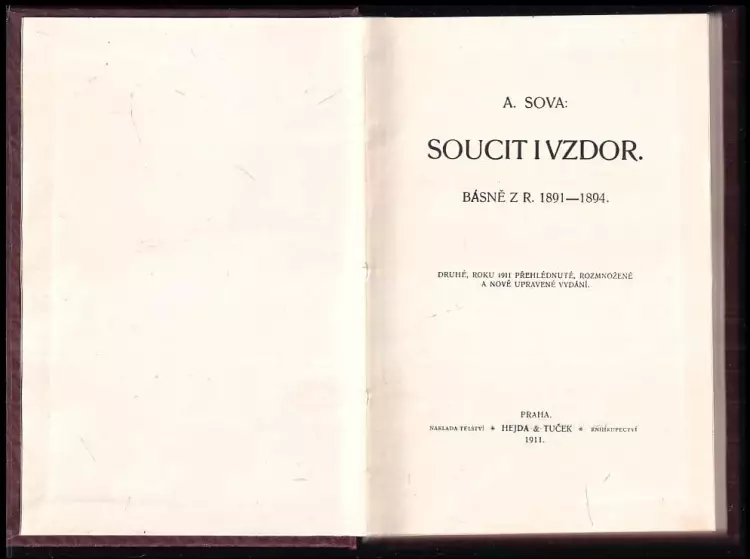 A. SOVA:
SOUCIT I VZDOR.
BÁSNĚ Z R. 1891—1894.
DRUHÉ, ROKU 1911 PŘEHLÉDNUTÉ, ROZMNOŽENÉ
A NOVĚ UPRAVENÉ VYDÁNÍ.
PRAHA.
NAKLADATELSTVÍ * HEJDA & TUČEK * KNIHKUPECTVÍ
1911.